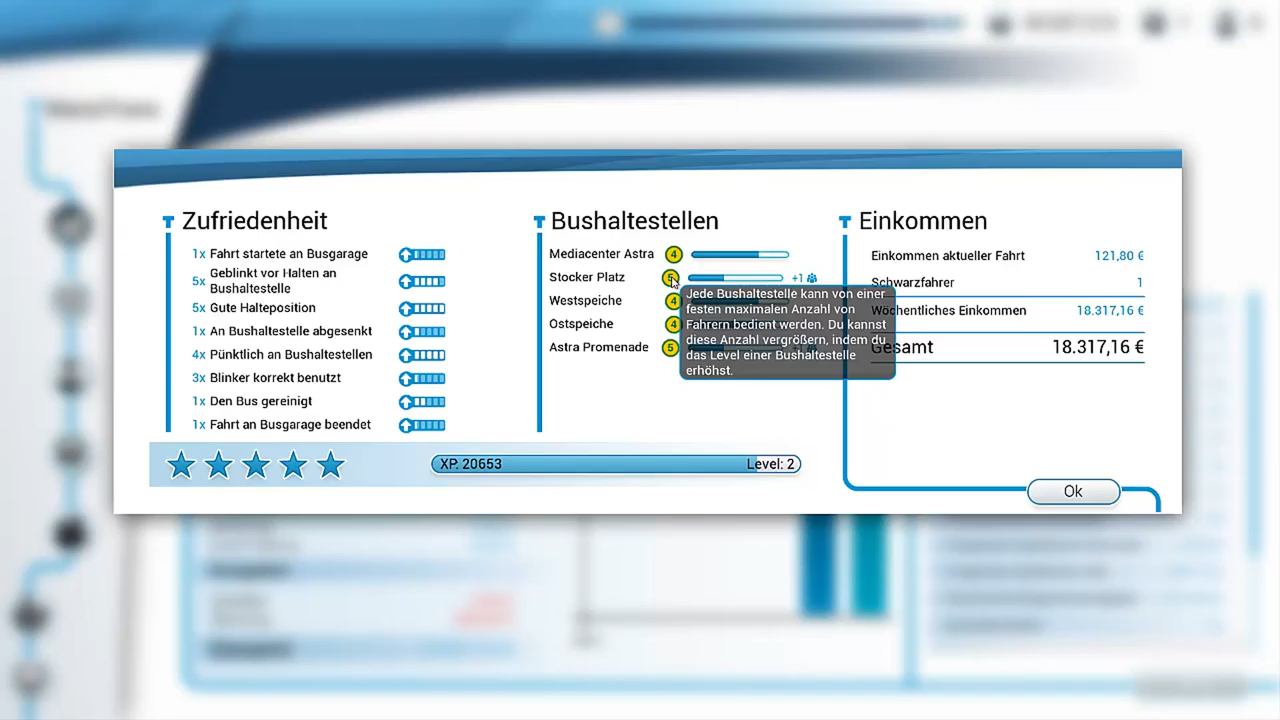 Zufriedenheit
1x Fahrt startete an Busgarage
5x Geblinkt vor Halten an
Bushaltestelle
5x Gute Halteposition
1x An Bushaltestelle abgesenkt
4x Pünktlich an Bushaltestellen
3x Blinker korrekt benutzt
1x Den Bus gereinigt
1x Fahrt an Busgarage beendet
Bushaltestellen
Mediacenter Astra 4
Stocker Platz 5 +1
Westspeiche 4
Ostspeiche 4
Astra Promenade 5
Jede Bushaltestelle kann von einer
festen maximalen Anzahl von
Fahrern bedient werden. Du kannst
diese Anzahl vergrößern, indem du
das Level einer Bushaltestelle
erhöhst.
Einkommen
Einkommen aktueller Fahrt 121,80 €
Schwarzfahrer 1
Wöchentliches Einkommen 18.317,16 €
Gesamt 18.317,16 €
XP: 20653 Level: 2
Ok